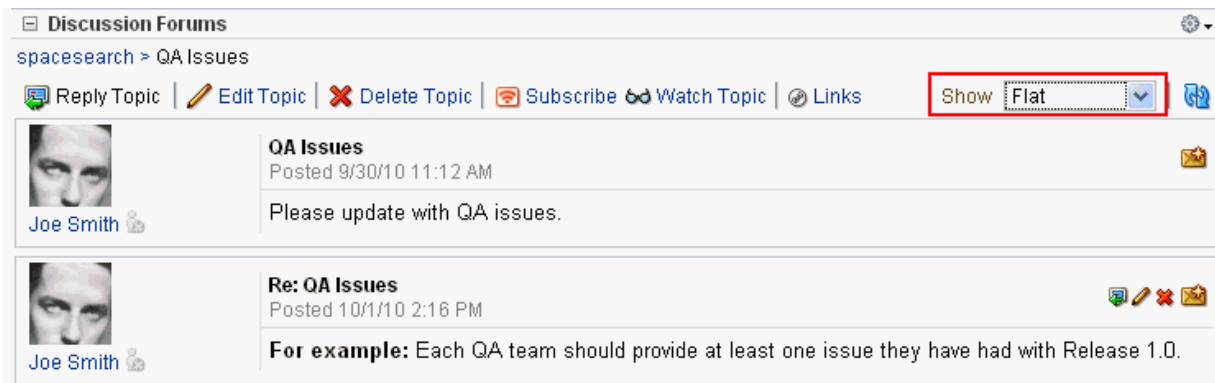 Discussion Forums
spacesearch > QA Issues
Reply Topic | Edit Topic | Delete Topic | Subscribe Watch Topic | Links Show Flat
QA Issues
Posted 9/30/10 11:12 AM
Please update with QA issues.
Joe Smith
Re: QA Issues
Posted 10/1/10 2:16 PM
For example: Each QA team should provide at least one issue they have had with Release 1.0.
Joe Smith